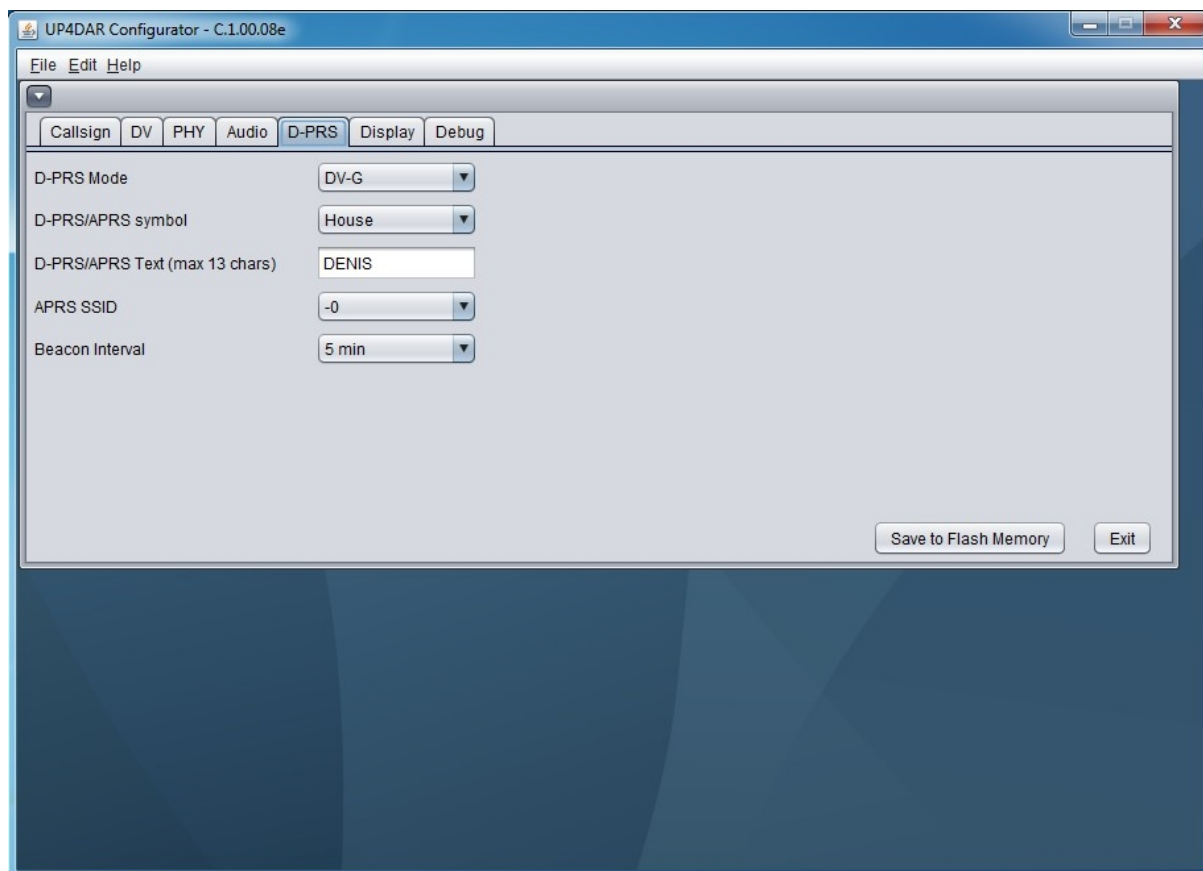 UP4DAR Configurator - C.1.00.08e
File Edit Help
Callsign DV PHY Audio D-PRS Display Debug
D-PRS Mode DV-G
D-PRS/APRS symbol House
D-PRS/APRS Text (max 13 chars) DENIS
APRS SSID -0
Beacon Interval 5 min
Save to Flash Memory Exit